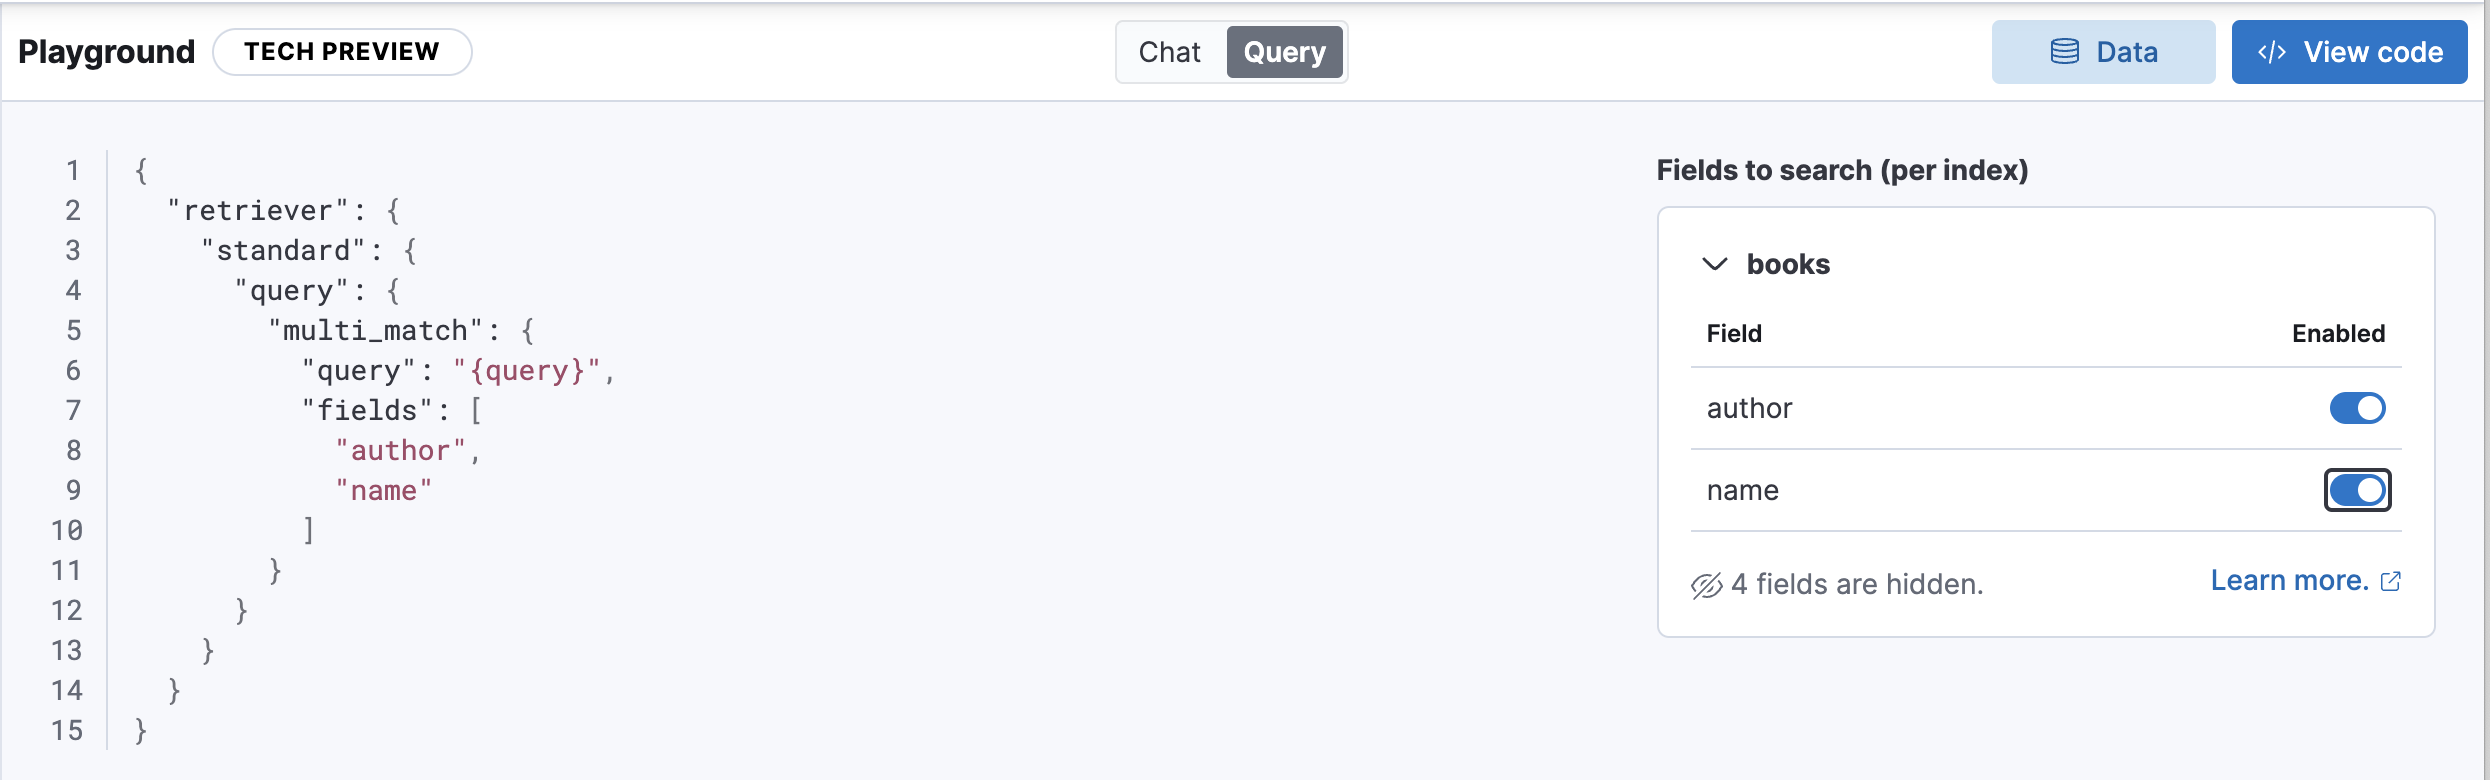 Playground TECH PREVIEW Chat Query Data </> View code
1 {
2   "retriever": {
3     "standard": {
4       "query": {
5         "multi_match": {
6           "query": "{query}",
7           "fields": [
8             "author",
9             "name"
10           ]
11         }
12       }
13     }
14   }
15 }
Fields to search (per index)
books
Field Enabled
author
name
4 fields are hidden. Learn more.